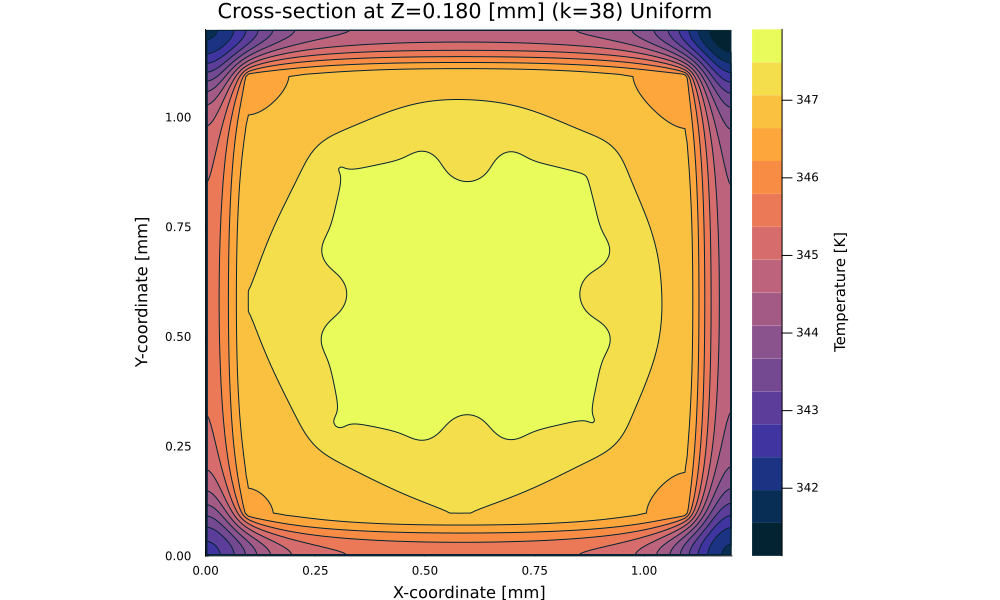 Cross-section at Z=0.180 [mm] (k=38) Uniform
Y-coordinate [mm]
1.00
0.75
0.50
0.25
0.00
0.00 0.25 0.50 0.75 1.00
X-coordinate [mm]
347
346
345
344
343
342
Temperature [K]